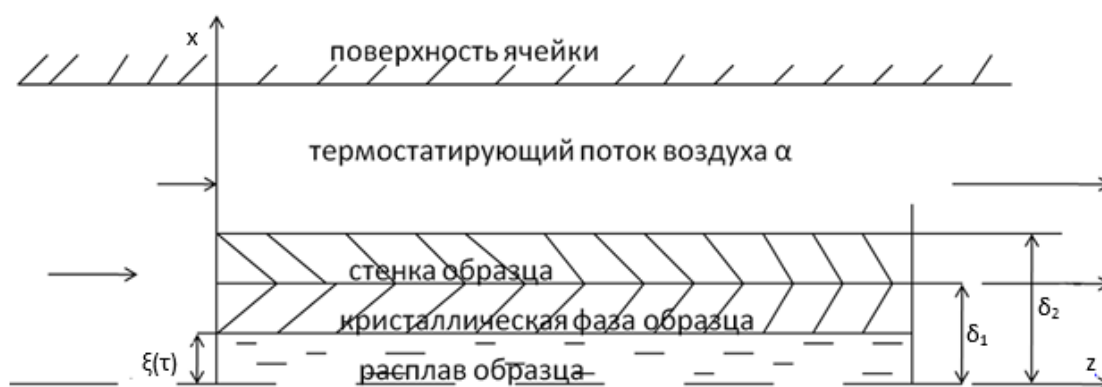 x
поверхность ячейки
термостатирующий поток воздуха α
стенка образца
кристаллическая фаза образца
δ₁
δ₂
ξ(τ)
расплав образца
z